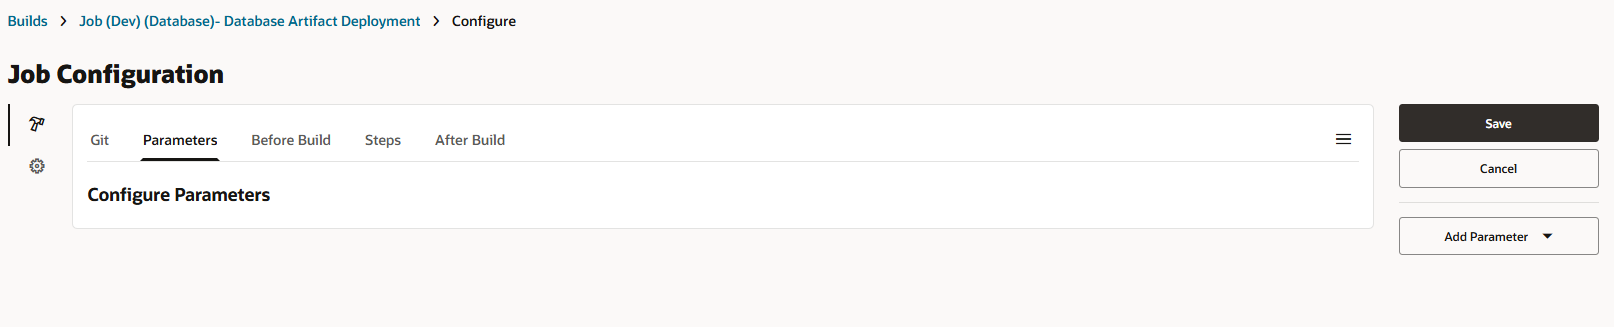 Builds > Job (Dev) (Database)- Database Artifact Deployment > Configure
Job Configuration
Git Parameters Before Build Steps After Build
Configure Parameters
Save
Cancel
Add Parameter